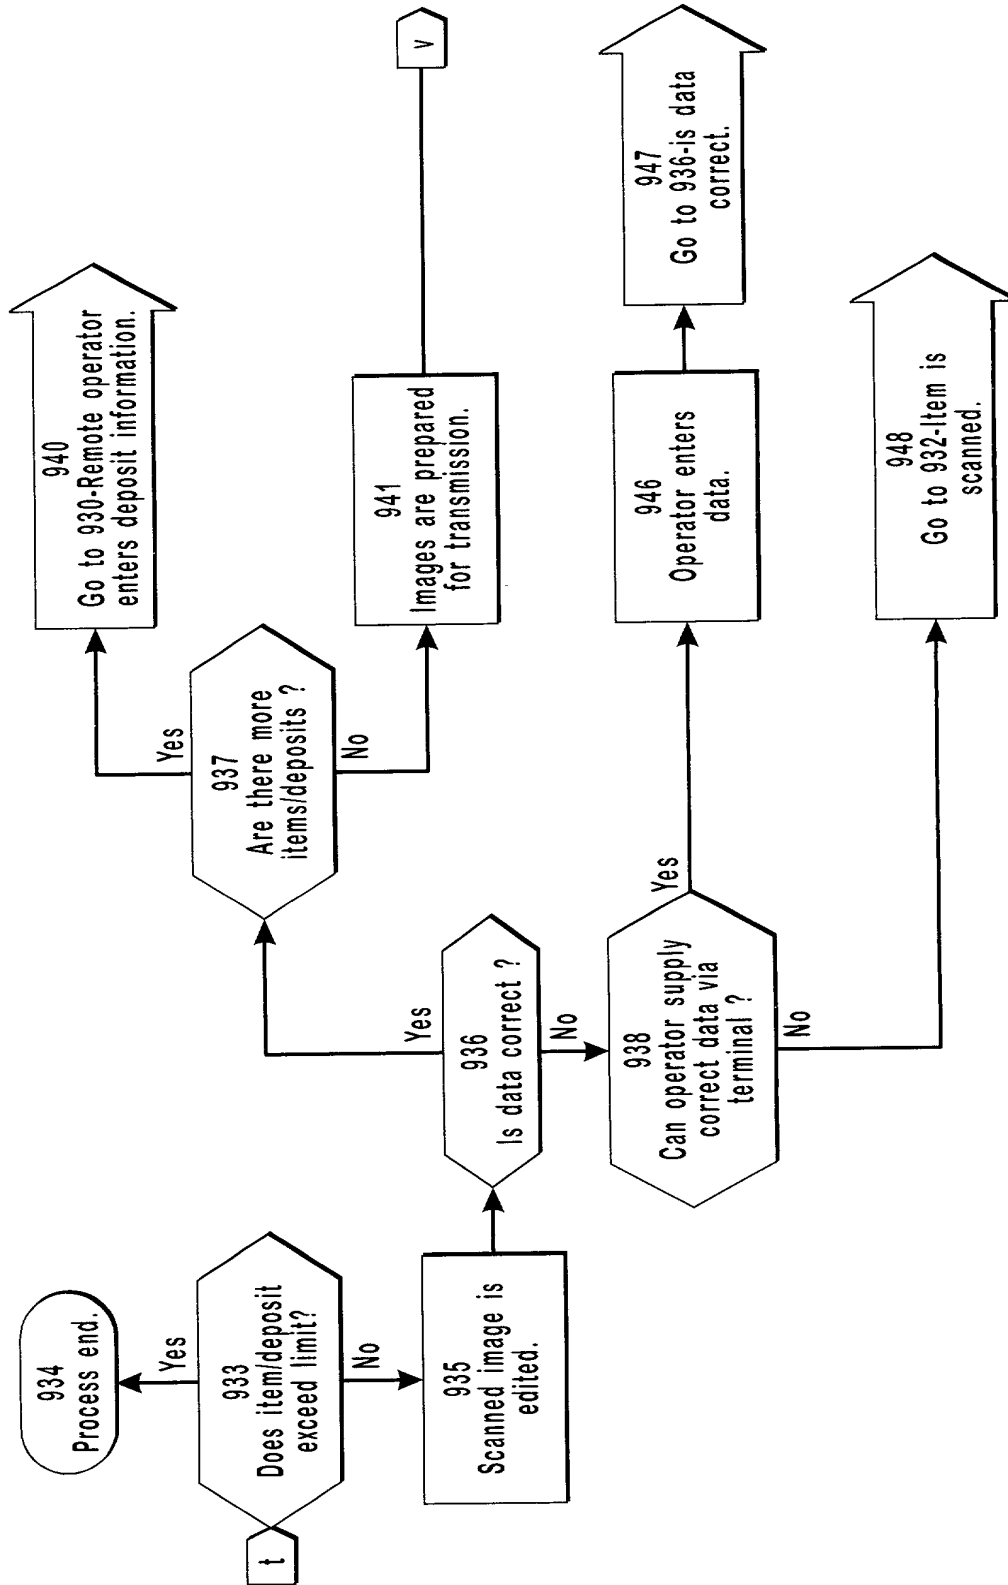 t
933
Does item/deposit
exceed limit?
Yes
934
Process end.
No
935
Scanned image is
edited.
936
Is data correct ?
Yes
937
Are there more
items/deposits ?
Yes
940
Go to 930-Remote operator
enters deposit information.
No
941
Images are prepared
for transmission.
v
No
938
Can operator supply
correct data via
terminal ?
Yes
946
Operator enters
data.
947
Go to 936-is data
correct.
No
948
Go to 932-Item is
scanned.